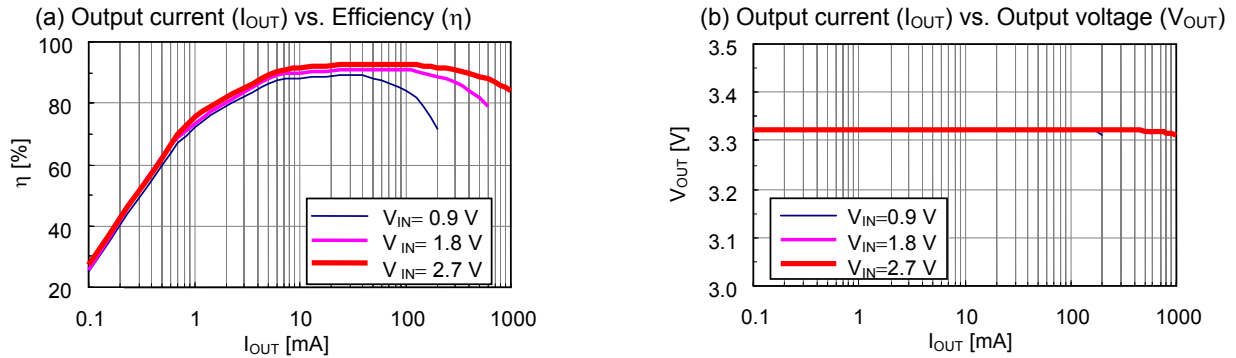 (a) Output current (IOUT) vs. Efficiency (η)
100
80
60
40
20
η [%]
0.1 1 10 100 1000
IOUT [mA]
VIN= 0.9 V
VIN= 1.8 V
VIN= 2.7 V
(b) Output current (IOUT) vs. Output voltage (VOUT)
3.5
3.4
3.3
3.2
3.1
3.0
VOUT [V]
0.1 1 10 100 1000
IOUT [mA]
VIN=0.9 V
VIN=1.8 V
VIN=2.7 V